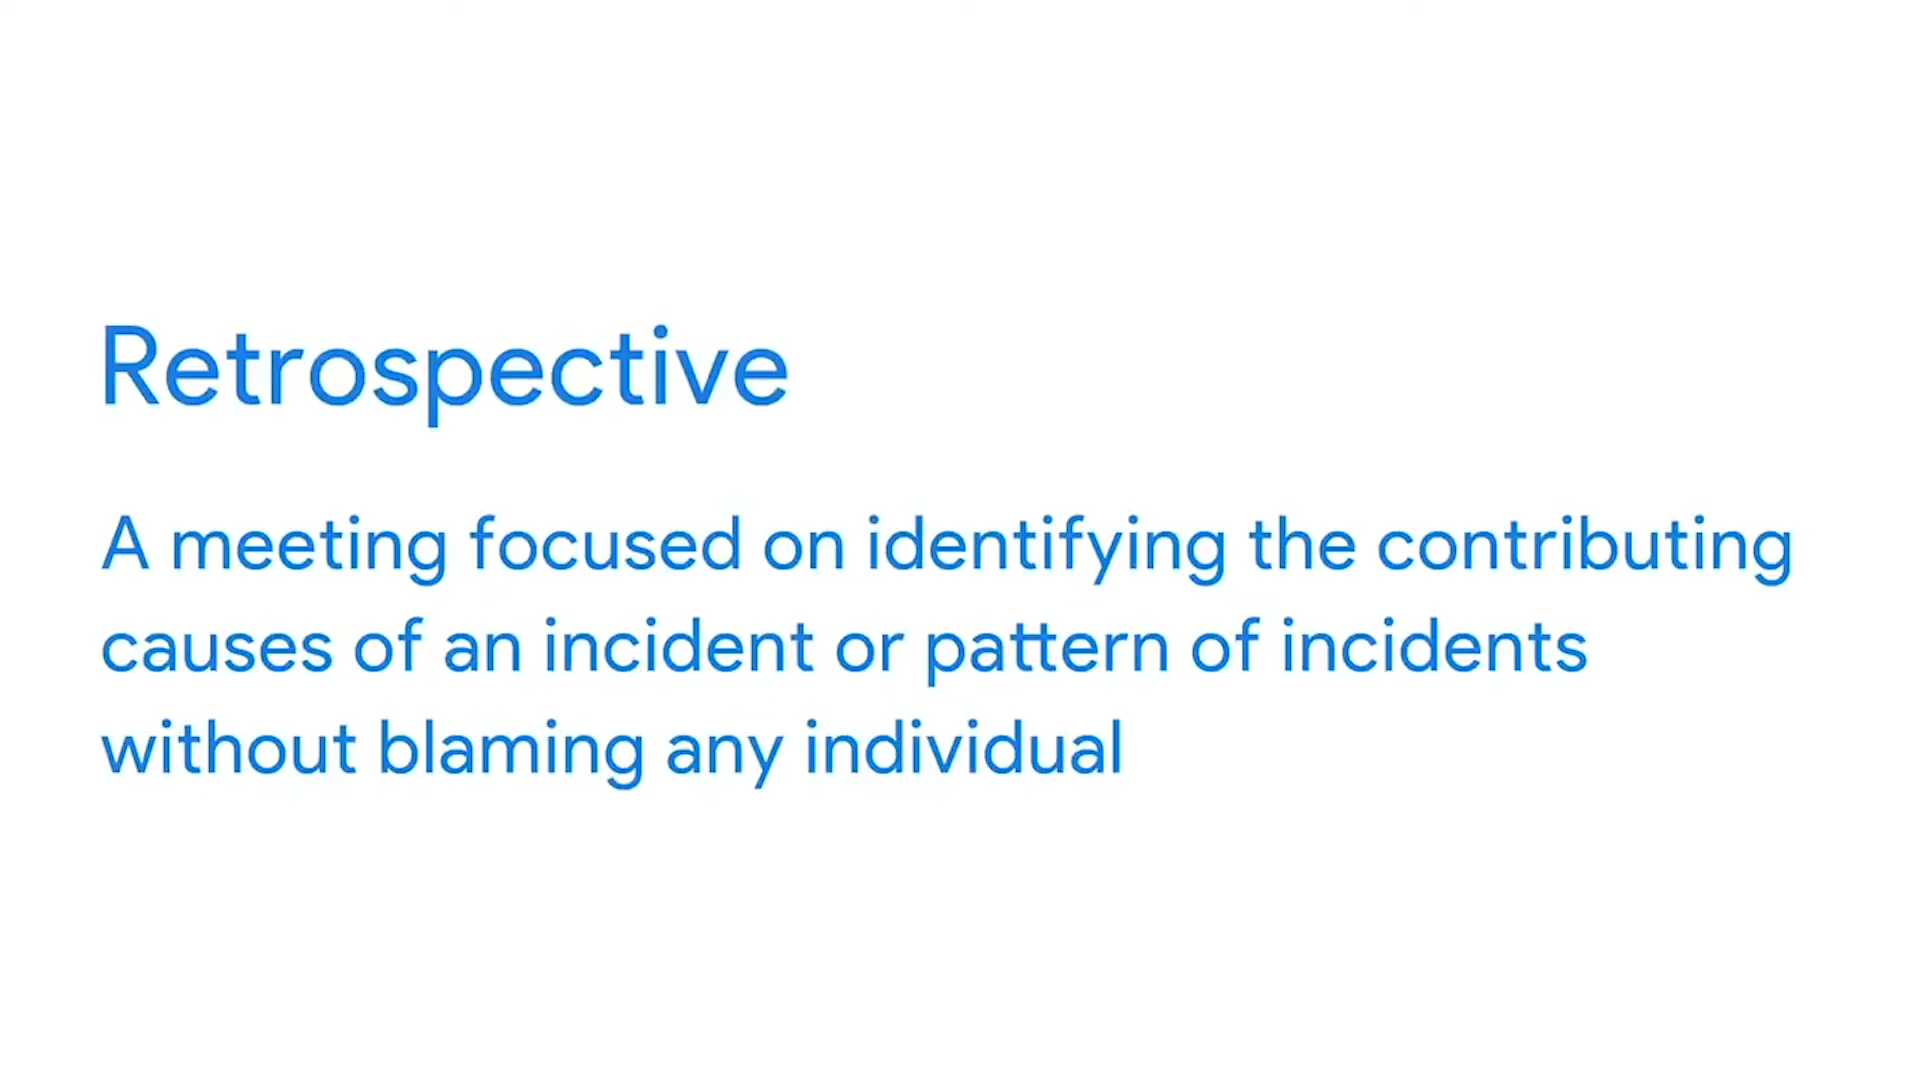 Retrospective
A meeting focused on identifying the contributing
causes of an incident or pattern of incidents
without blaming any individual